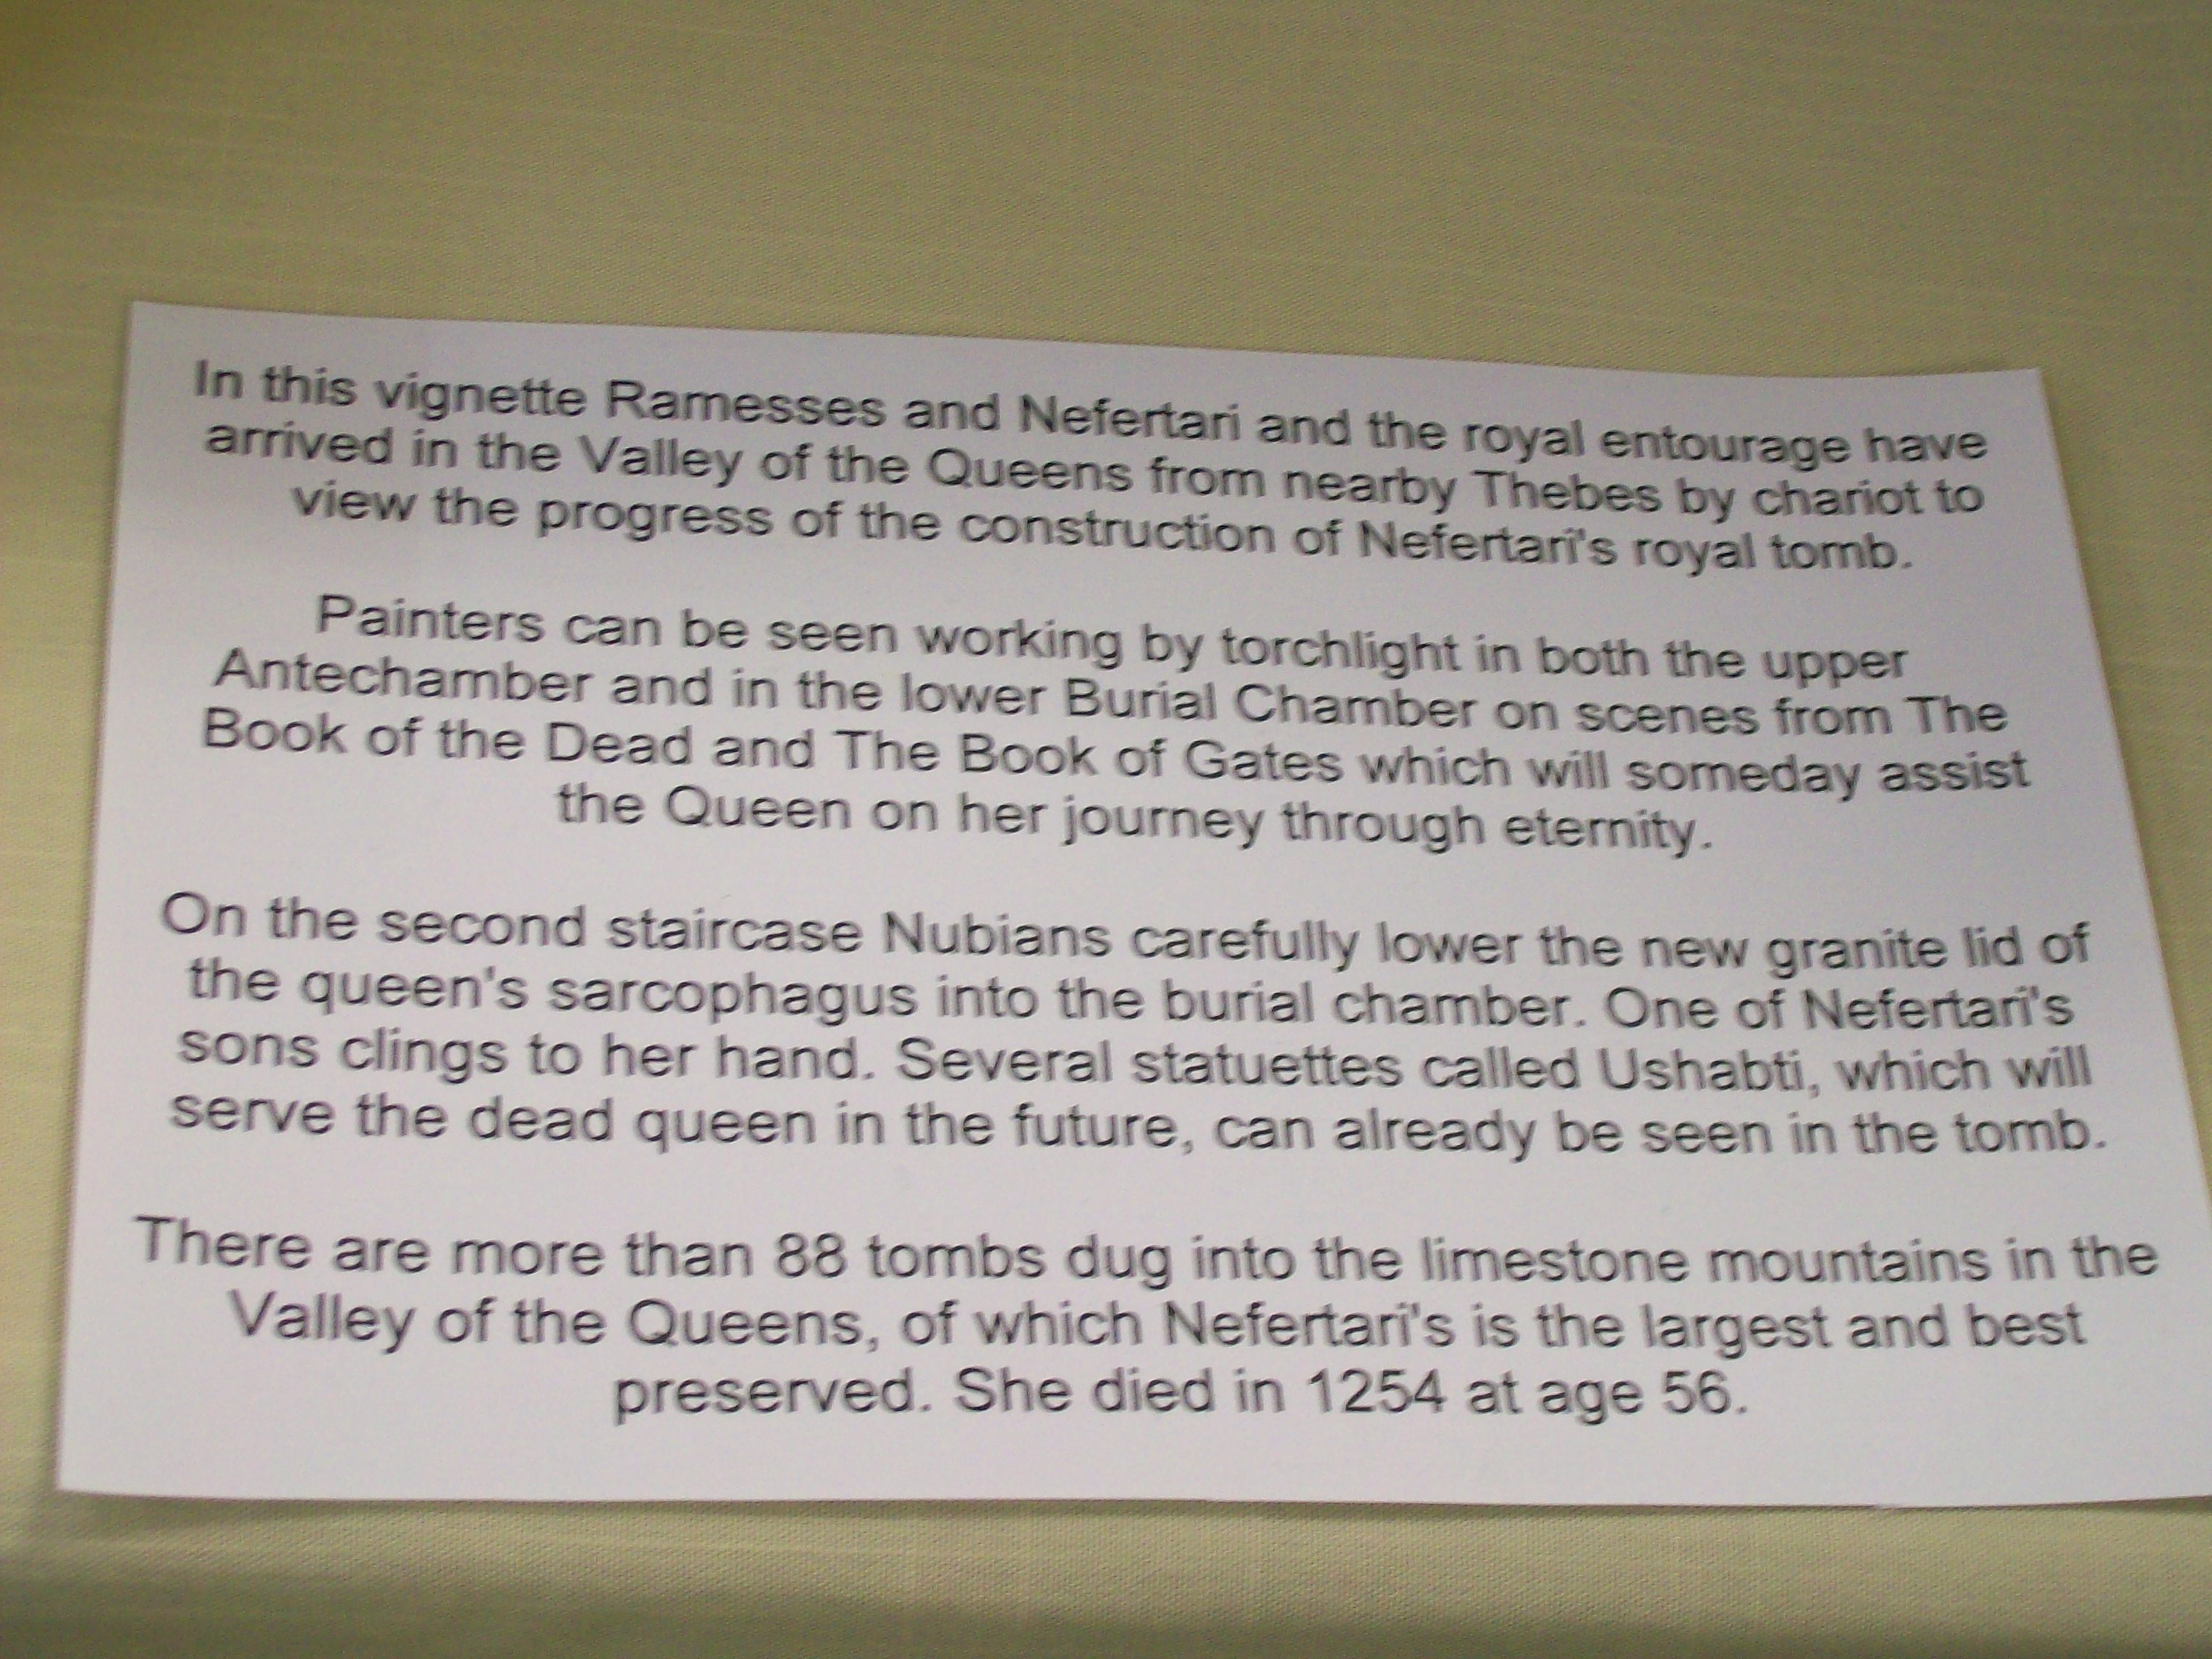 In this vignette Ramesses and Nefertari and the royal entourage have
arrived in the Valley of the Queens from nearby Thebes by chariot to
view the progress of the construction of Nefertari's royal tomb.
Painters can be seen working by torchlight in both the upper
Antechamber and in the lower Burial Chamber on scenes from The
Book of the Dead and The Book of Gates which will someday assist
the Queen on her journey through eternity.
On the second staircase Nubians carefully lower the new granite lid of
the queen's sarcophagus into the burial chamber. One of Nefertari's
sons clings to her hand. Several statuettes called Ushabti, which will
serve the dead queen in the future, can already be seen in the tomb.
There are more than 88 tombs dug into the limestone mountains in the
Valley of the Queens, of which Nefertari's is the largest and best
preserved. She died in 1254 at age 56.